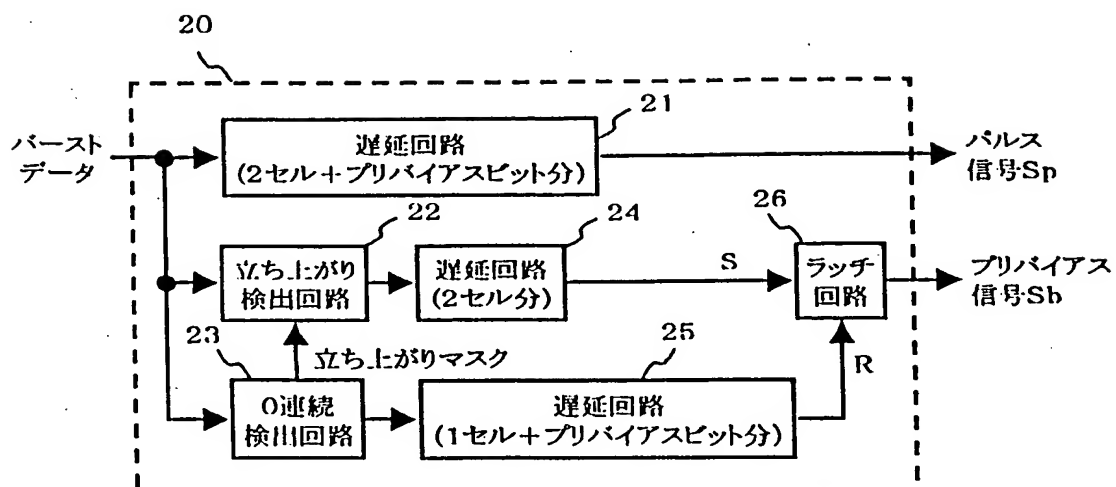 20
21
バースト
データ
遅延回路
(2セル+プリバイアスビット分)
パルス
信号Sp
22
24
26
立ち上がり
検出回路
遅延回路
(2セル分)
S
ラッチ
回路
プリバイアス
信号Sb
23
立ち上がりマスク
25
R
0連続
検出回路
遅延回路
(1セル+プリバイアスビット分)